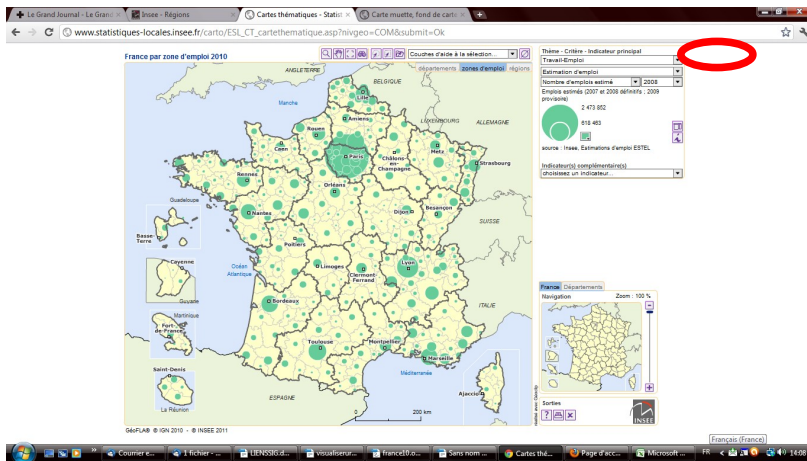 Le Grand Journal - Le Grand
Insee - Régions
Cartes thématiques - Statist
Carte muette, fond de carte
www.statistiques-locales.insee.fr/carto/ESL_CT_cartethematique.asp?nivgeo=COM&submit=Ok
France par zone d'emploi 2010
Couches d'aide à la sélection...
départements zones d'emploi régions
ANGLETERRE
BELGIQUE
Lille
Manche
LUXEMBOURG
ALLEMAGNE
Amiens
Rouen
Caen
Metz
Paris
Châlons-
en-
Champagne
Strasbourg
Rennes
Orléans
Guadeloupe
Nantes
Dijon
Besançon
SUISSE
Basse-
Terre
Poitiers
Cayenne
Océan
Atlantique
Limoges
Clermont-
Ferrand
Lyon
Guyane
Bordeaux
ITALIE
Martinique
Fort-
de-France
Toulouse
Montpellier
Marseille
Saint-Denis
Méditerranée
Ajaccio
La Réunion
ESPAGNE
0 200 km
GéoFLA® © IGN 2010 - © INSEE 2011
Thème - Critère - Indicateur principal
Travail-Emploi
Estimation d'emploi
Nombre d'emplois estimé 2008
Emplois estimés (2007 et 2008 définitifs ; 2009
provisoire)
2 473 852
618 463
source : Insee, Estimations d'emploi ESTEL
Indicateur(s) complémentaire(s)
choisissez un indicateur...
France Départements
Navigation Zoom : 100 %
Sorties
INSEE
Français (France)
Courrier e...
1 fichier - ...
LIENSSIG.d...
visualiserur...
france10.o...
Sans nom ...
Cartes thé...
Page d'acc...
Microsoft ...
FR
14:08